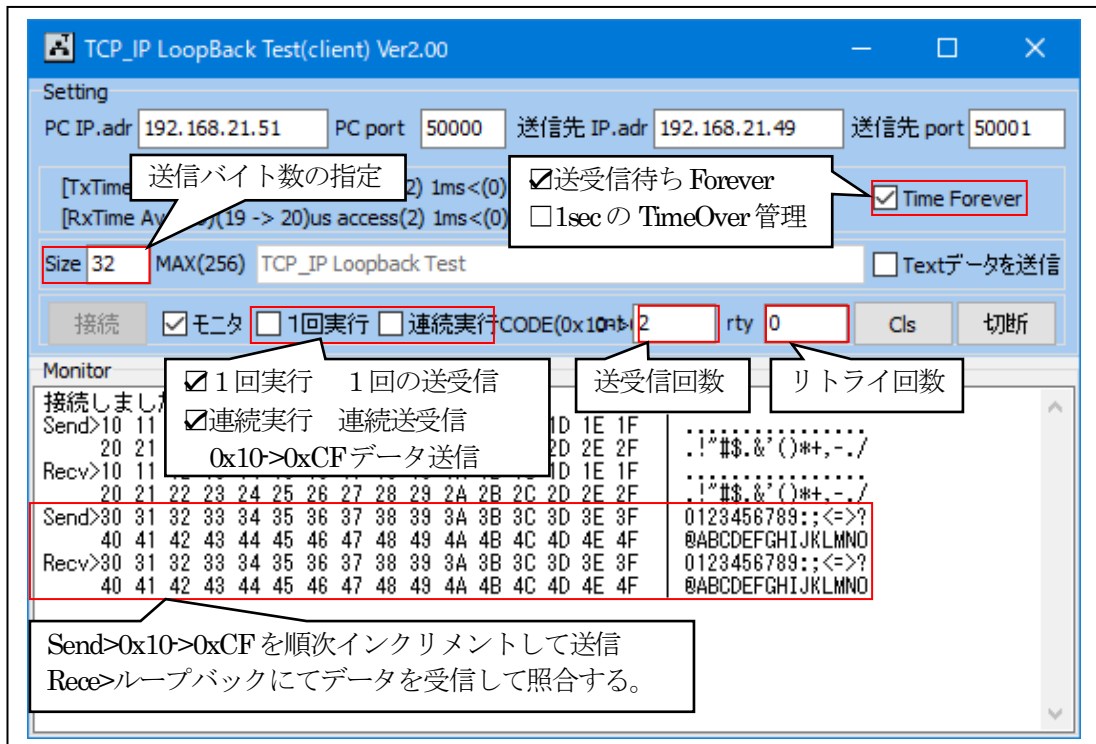 TCP_IP LoopBack Test(client) Ver2.00
Setting
PC IP.adr 192.168.21.51 PC port 50000 送信先 IP.adr 192.168.21.49 送信先 port 50001
送信バイト数の指定
☑送受信待ち Forever
□1sec の TimeOver 管理
[TxTime 2) 1ms<(0)
[RxTime Av )(19 -> 20)us access(2) 1ms<(0)
Time Forever
Size 32 MAX(256) TCP_IP Loopback Test Textデータを送信
接続 モニタ 1回実行 連続実行 CODE(0x10 2 rty 0 Cls 切断
Monitor
☑1回実行 1回の送受信
☑連続実行 連続送受信
0x10->0xCFデータ送信
送受信回数
リトライ回数
接続しました
Send>10 11 1D 1E 1F ................
20 21 2D 2E 2F .!"#$.&'()*+,-./
Recv>10 11 1D 1E 1F ................
20 21 22 23 24 25 26 27 28 29 2A 2B 2C 2D 2E 2F .!"#$.&'()*+,-./
Send>30 31 32 33 34 35 36 37 38 39 3A 3B 3C 3D 3E 3F 0123456789:;<=>?
40 41 42 43 44 45 46 47 48 49 4A 4B 4C 4D 4E 4F @ABCDEFGHIJKLMNO
Recv>30 31 32 33 34 35 36 37 38 39 3A 3B 3C 3D 3E 3F 0123456789:;<=>?
40 41 42 43 44 45 46 47 48 49 4A 4B 4C 4D 4E 4F @ABCDEFGHIJKLMNO
Send>0x10->0xCF を順次インクリメントして送信
Rece>ループバックにてデータを受信して照合する。